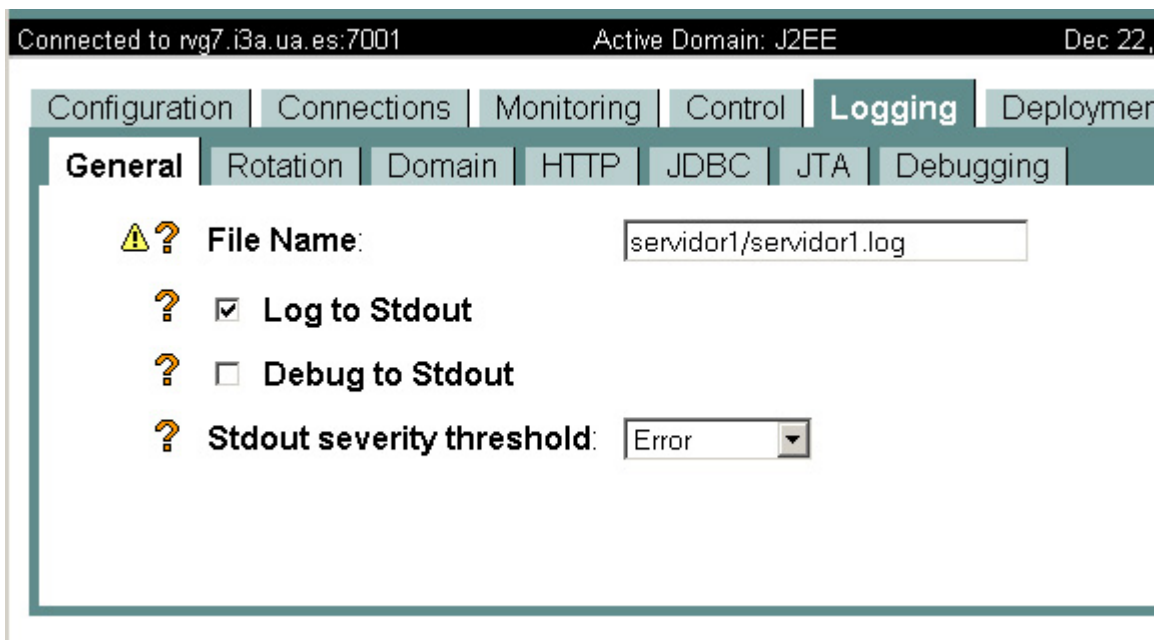 Connected to rvg7.i3a.ua.es:7001 Active Domain: J2EE Dec 22,
Configuration Connections Monitoring Control Logging Deploymen
General Rotation Domain HTTP JDBC JTA Debugging
File Name: servidor1/servidor1.log
Log to Stdout
Debug to Stdout
Stdout severity threshold: Error